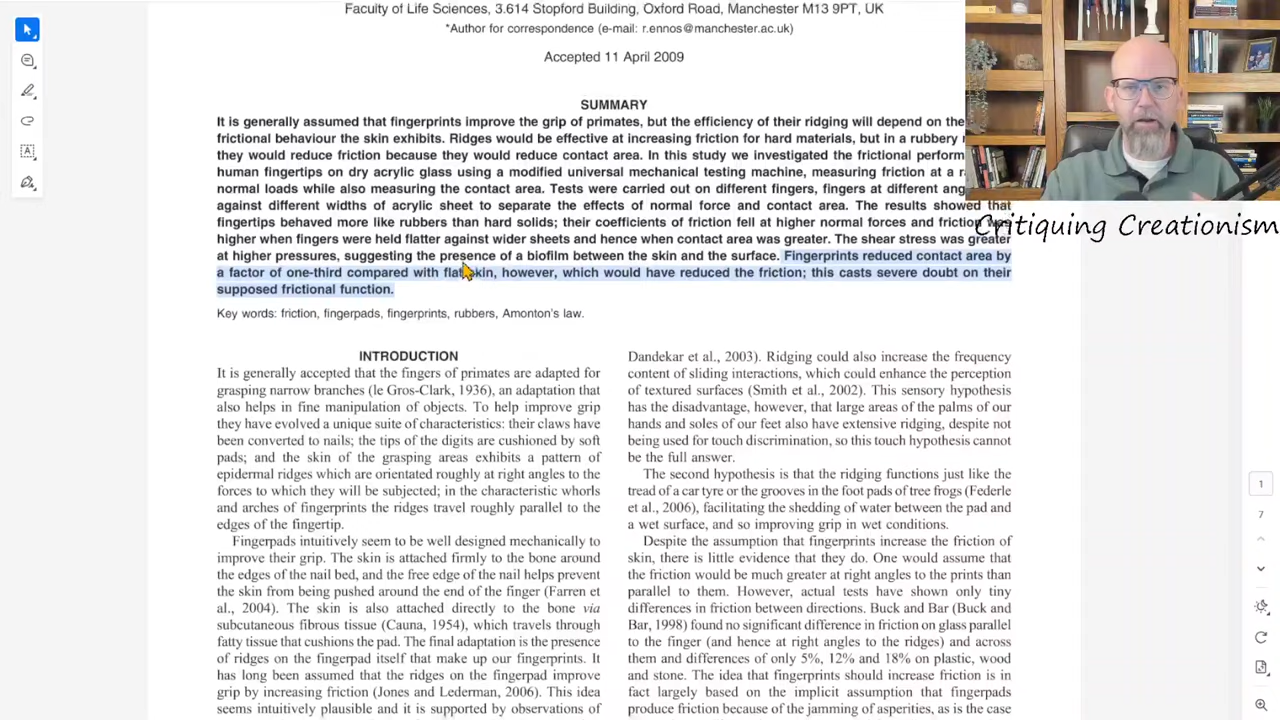 Faculty of Life Sciences, 3.614 Stopford Building, Oxford Road, Manchester M13 9PT, UK
*Author for correspondence (e-mail: r.ennos@manchester.ac.uk)
Accepted 11 April 2009
SUMMARY
It is generally assumed that fingerprints improve the grip of primates, but the efficiency of their ridging will depend on the
frictional behaviour the skin exhibits. Ridges would be effective at increasing friction for hard materials, but in a rubbery
they would reduce friction because they would reduce contact area. In this study we investigated the frictional
human fingertips on dry acrylic glass using a modified universal mechanical testing machine, measuring friction at a
normal loads while also measuring the contact area. Tests were carried out on different fingers, fingers at different
against different widths of acrylic sheet to separate the effects of normal force and contact area. The results showed that
fingertips behaved more like rubbers than hard solids; their coefficients of friction fell at higher normal forces and friction was
higher when fingers were held flatter against wider sheets and hence when contact area was greater. The shear stress was greater
at higher pressures, suggesting the presence of a biofilm between the skin and the surface. Fingerprints reduced contact area by
a factor of one-third compared with flat skin, however, which would have reduced the friction; this casts severe doubt on their
supposed frictional function.
Critiquing Creationism
Key words: friction, fingerpads, fingerprints, rubbers, Amonton's law.
INTRODUCTION
It is generally accepted that the fingers of primates are adapted for
grasping narrow branches (le Gros-Clark, 1936), an adaptation that
also helps in fine manipulation of objects. To help improve grip
they have evolved a unique suite of characteristics: their claws have
been converted to nails; the tips of the digits are cushioned by soft
pads; and the skin of the grasping areas exhibits a pattern of
epidermal ridges which are orientated roughly at right angles to the
forces to which they will be subjected; in the characteristic whorls
and arches of fingerprints the ridges travel roughly parallel to the
edges of the fingertip.
Fingerpads intuitively seem to be well designed mechanically to
improve their grip. The skin is attached firmly to the bone around
the edges of the nail bed, and the free edge of the nail helps prevent
the skin from being pushed around the end of the finger (Farren et
al., 2004). The skin is also attached directly to the bone via
subcutaneous fibrous tissue (Cauna, 1954), which travels through
fatty tissue that cushions the pad. The final adaptation is the presence
of ridges on the fingerpad itself that make up our fingerprints. It
has long been assumed that the ridges on the fingerpad improve
grip by increasing friction (Jones and Lederman, 2006). This idea
seems intuitively plausible and it is supported by observations of
Dandekar et al., 2003). Ridging could also increase the frequency
content of sliding interactions, which could enhance the perception
of textured surfaces (Smith et al., 2002). This sensory hypothesis
has the disadvantage, however, that large areas of the palms of our
hands and soles of our feet also have extensive ridging, despite not
being used for touch discrimination, so this touch hypothesis cannot
be the full answer.
The second hypothesis is that the ridging functions just like the
tread of a car tyre or the grooves in the foot pads of tree frogs (Federle
et al., 2006), facilitating the shedding of water between the pad and
a wet surface, and so improving grip in wet conditions.
Despite the assumption that fingerprints increase the friction of
skin, there is little evidence that they do. One would assume that
the friction would be much greater at right angles to the prints than
parallel to them. However, actual tests have shown only tiny
differences in friction between directions. Buck and Bar (Buck and
Bar, 1998) found no significant difference in friction on glass parallel
to the finger (and hence at right angles to the ridges) and across
them and differences of only 5%, 12% and 18% on plastic, wood
and stone. The idea that fingerprints should increase friction is in
fact largely based on the implicit assumption that fingerpads
produce friction because of the jamming of asperities, as is the case
1
7